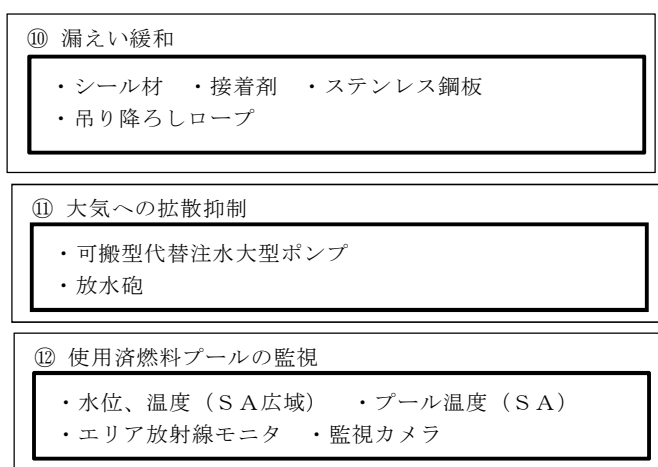 ⑩ 漏えい緩和
・シール材 ・接着剤 ・ステンレス鋼板
・吊り降ろしロープ
⑪ 大気への拡散抑制
・可搬型代替注水大型ポンプ
・放水砲
⑫ 使用済燃料プールの監視
・水位、温度（ＳＡ広域） ・プール温度（ＳＡ）
・エリア放射線モニタ ・監視カメラ